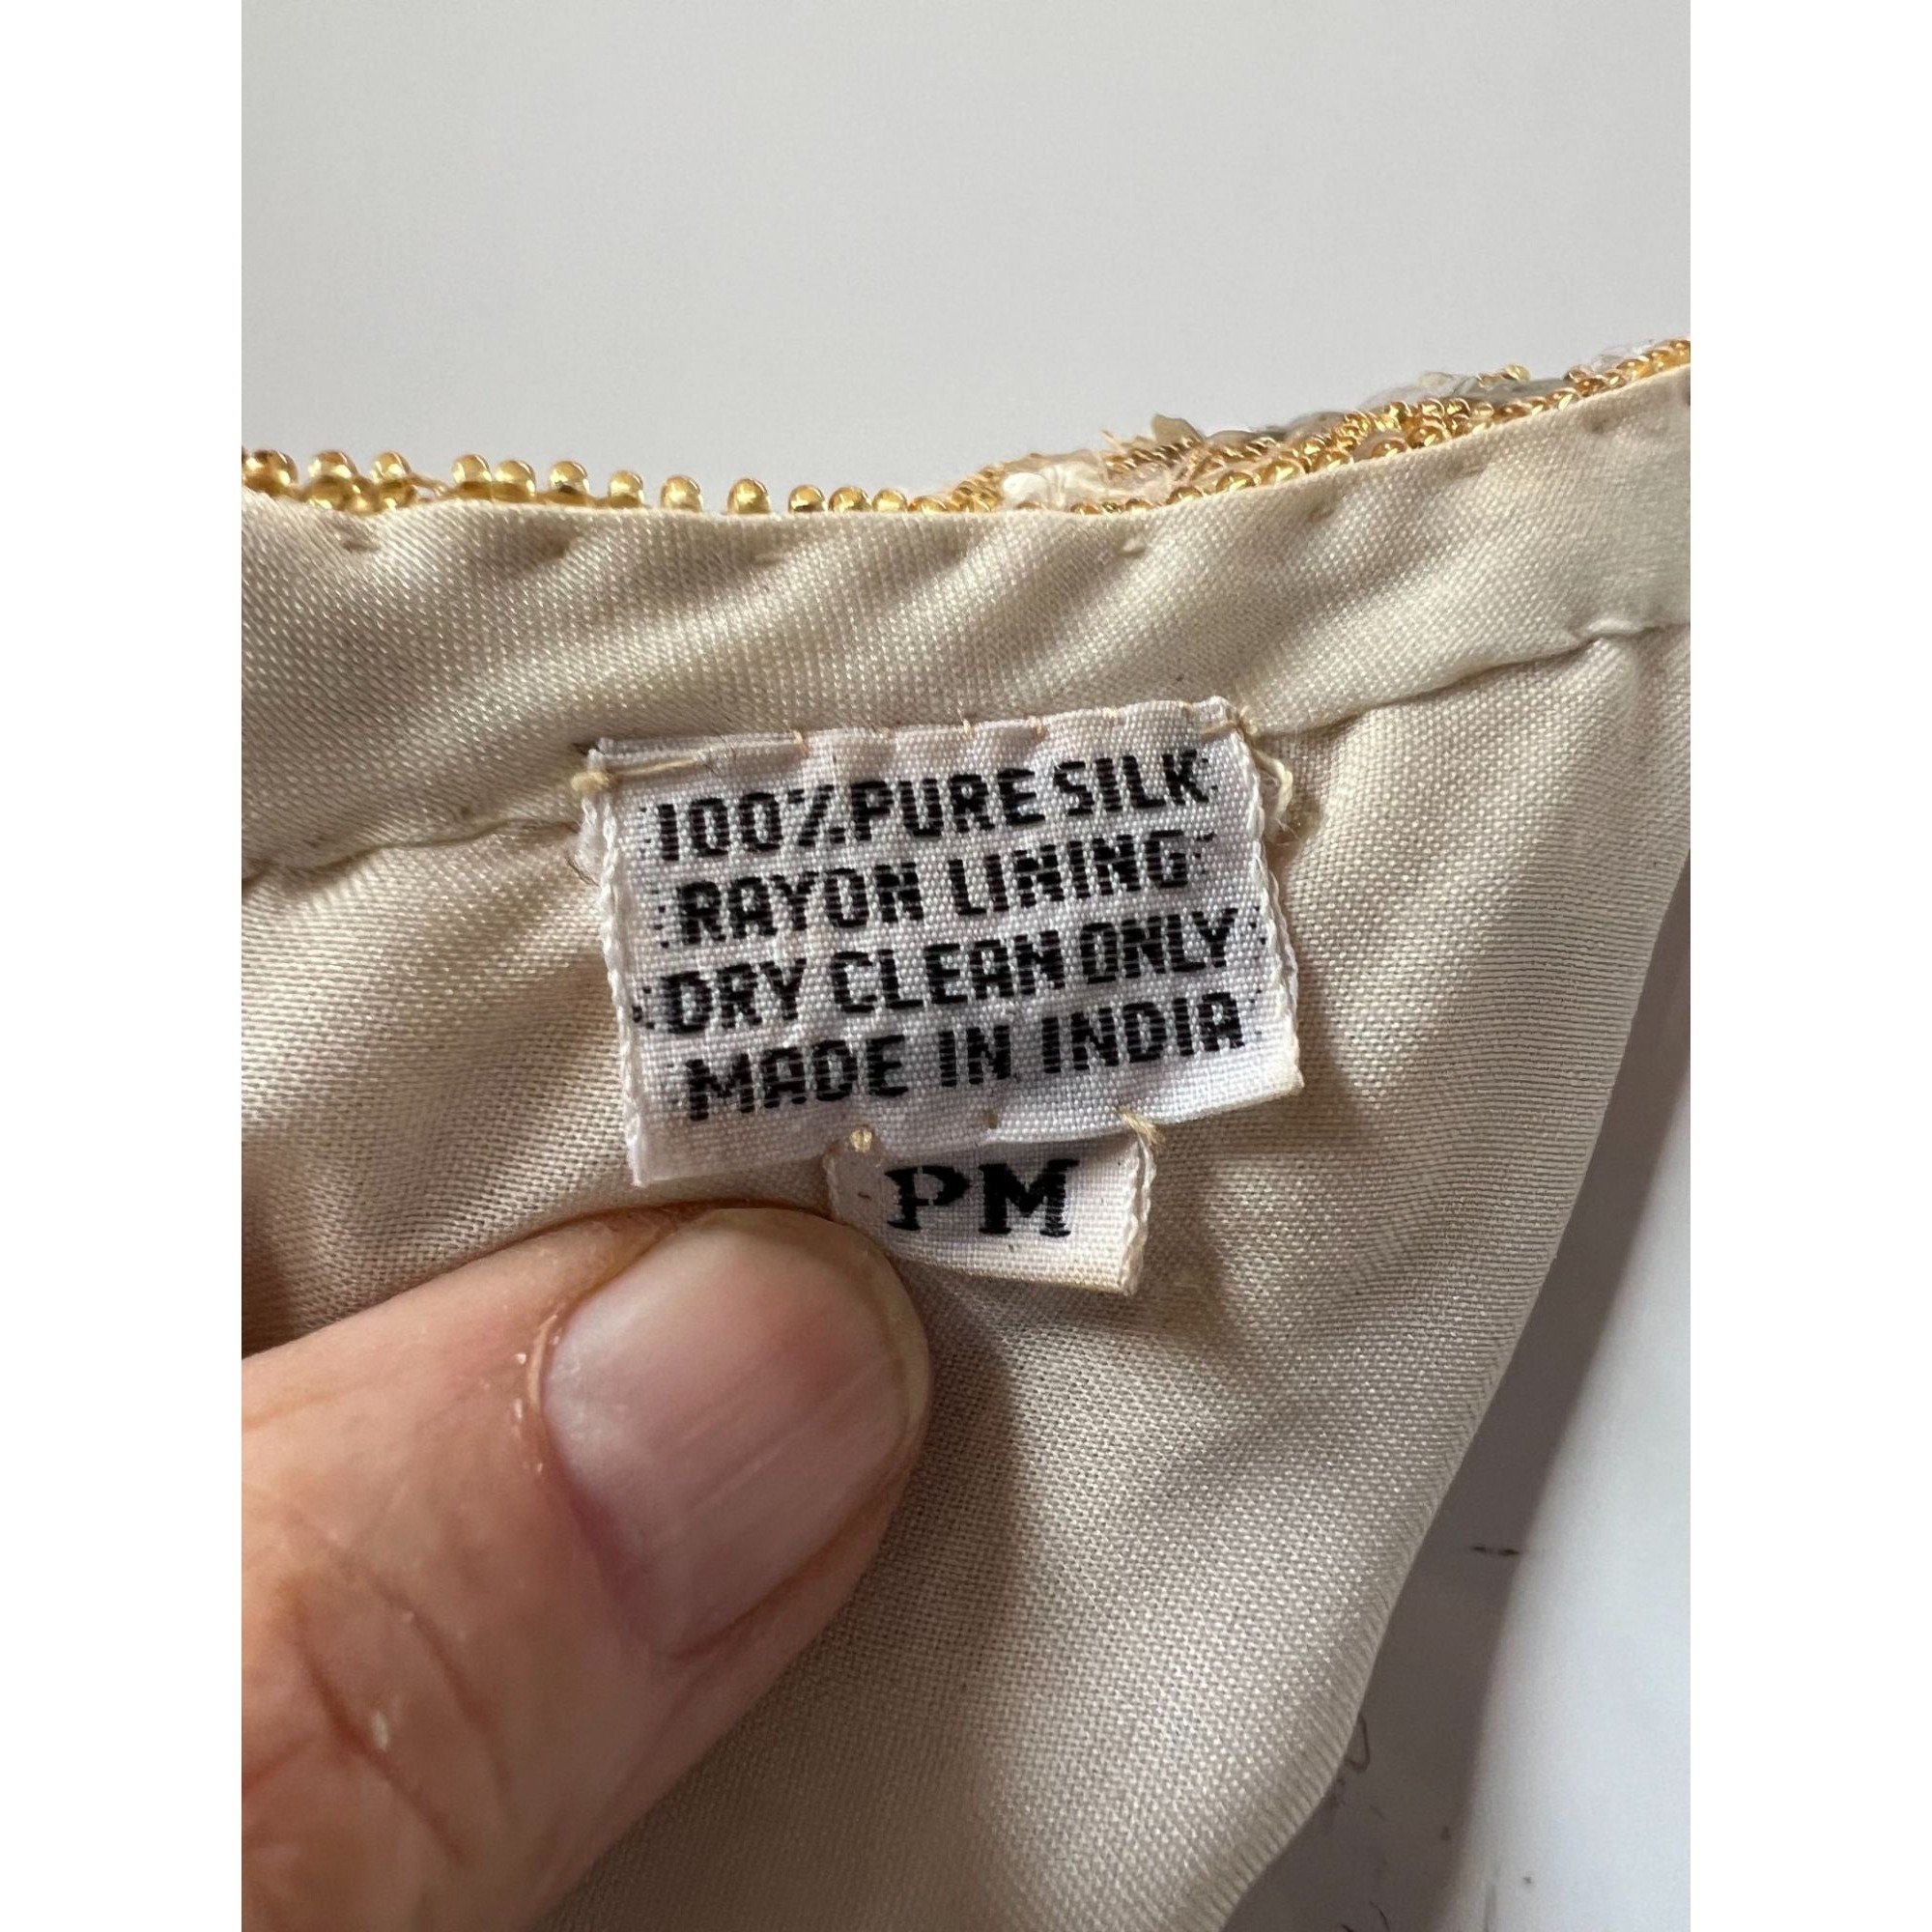 100% PURE SILK
RAYON LINING
DRY CLEAN ONLY
MADE IN INDIA
PM